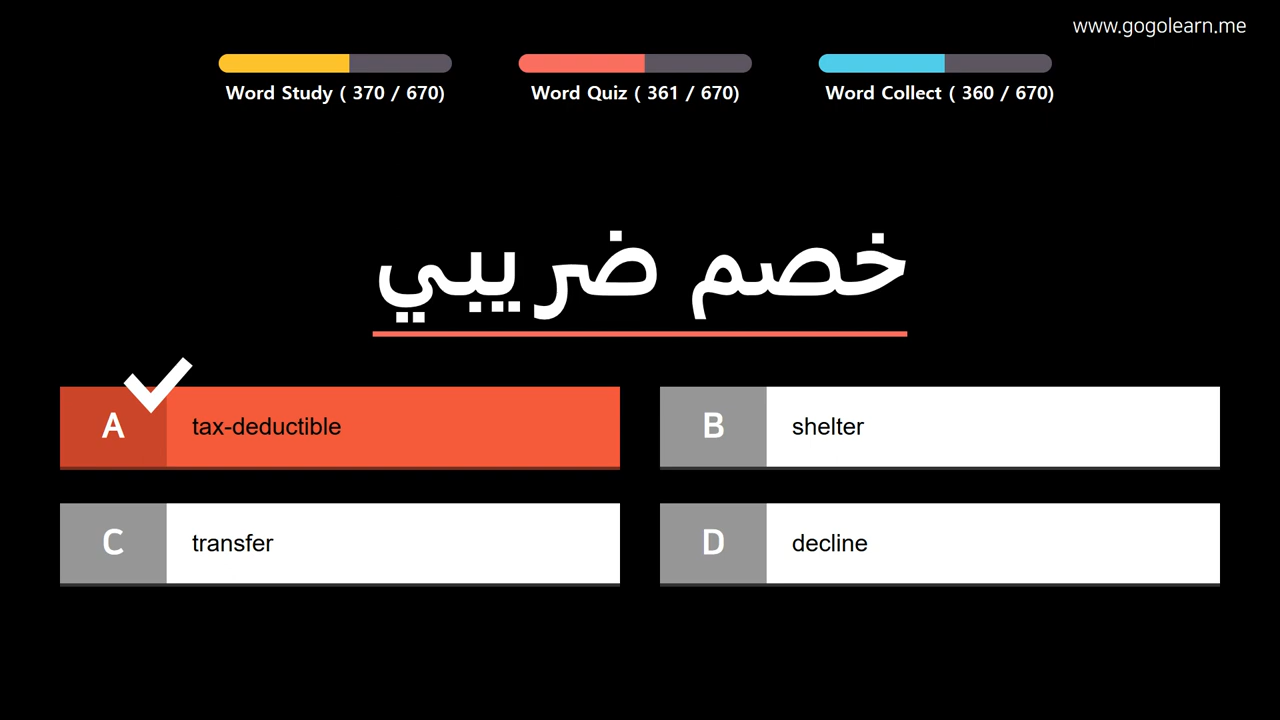 www.gogolearn.me
Word Study ( 370 / 670)
Word Quiz ( 361 / 670)
Word Collect ( 360 / 670)
خصم ضريبي
A tax-deductible
B shelter
C transfer
D decline